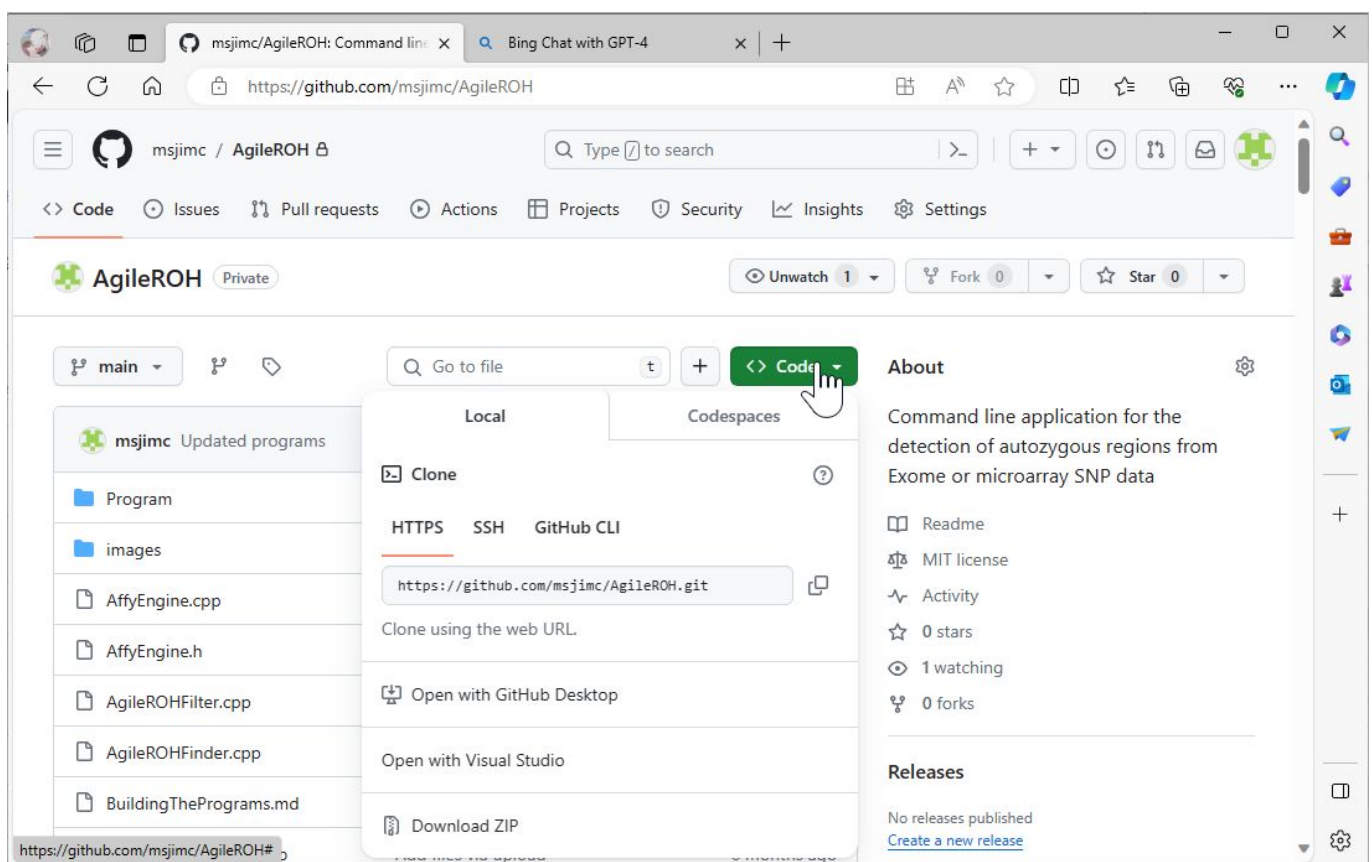 msjimc/AgileROH: Command line
Bing Chat with GPT-4
https://github.com/msjimc/AgileROH
msjimc / AgileROH
Type / to search
Code Issues Pull requests Actions Projects Security Insights Settings
AgileROH Private
Unwatch 1 Fork 0 Star 0
main
Go to file t
Code
About
Local Codespaces
Command line application for the
detection of autozygous regions from
Exome or microarray SNP data
msjimc Updated programs
Clone
Program
HTTPS SSH GitHub CLI
Readme
images
MIT license
https://github.com/msjimc/AgileROH.git
AffyEngine.cpp
Activity
Clone using the web URL.
0 stars
AffyEngine.h
1 watching
Open with GitHub Desktop
AgileROHFilter.cpp
0 forks
AgileROHFinder.cpp
Open with Visual Studio
Releases
BuildingThePrograms.md
Download ZIP
No releases published
Create a new release
https://github.com/msjimc/AgileROH#